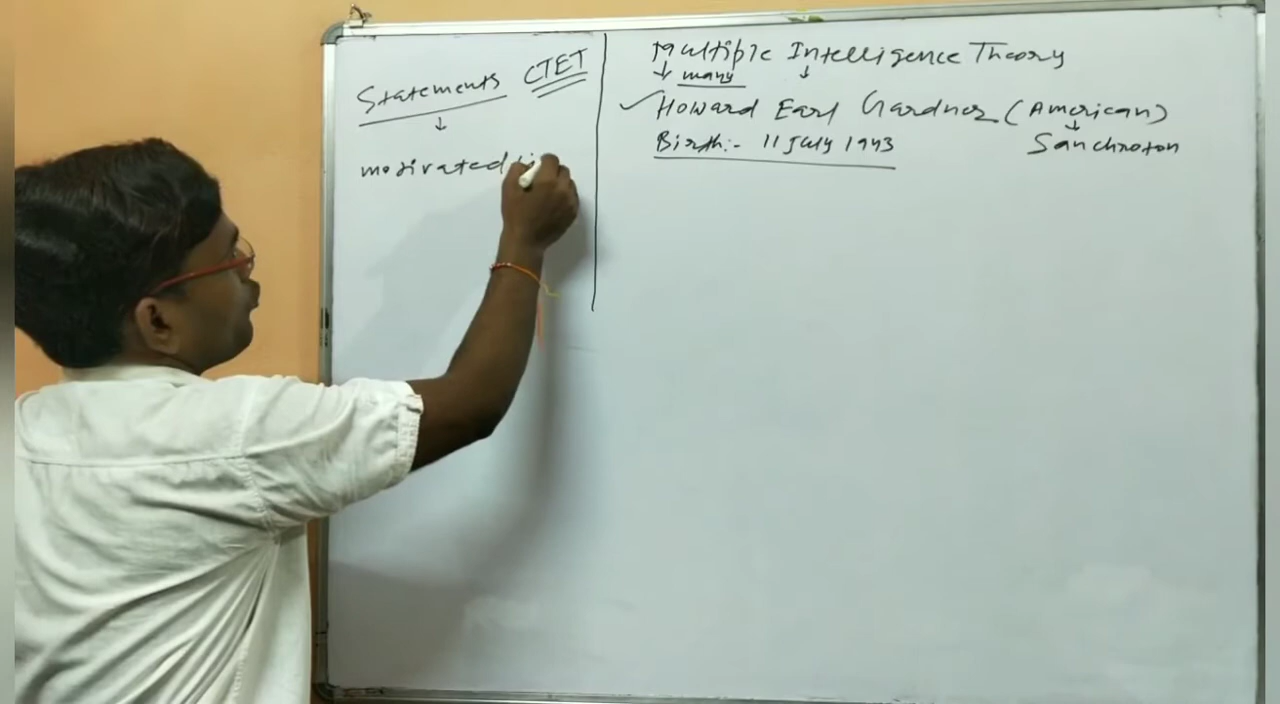 Statements CTET
motivated
Multiple Intelligence Theory
many
Howard Earl Gardner (American)
Birth:- 11 July 1943
Sanchroton